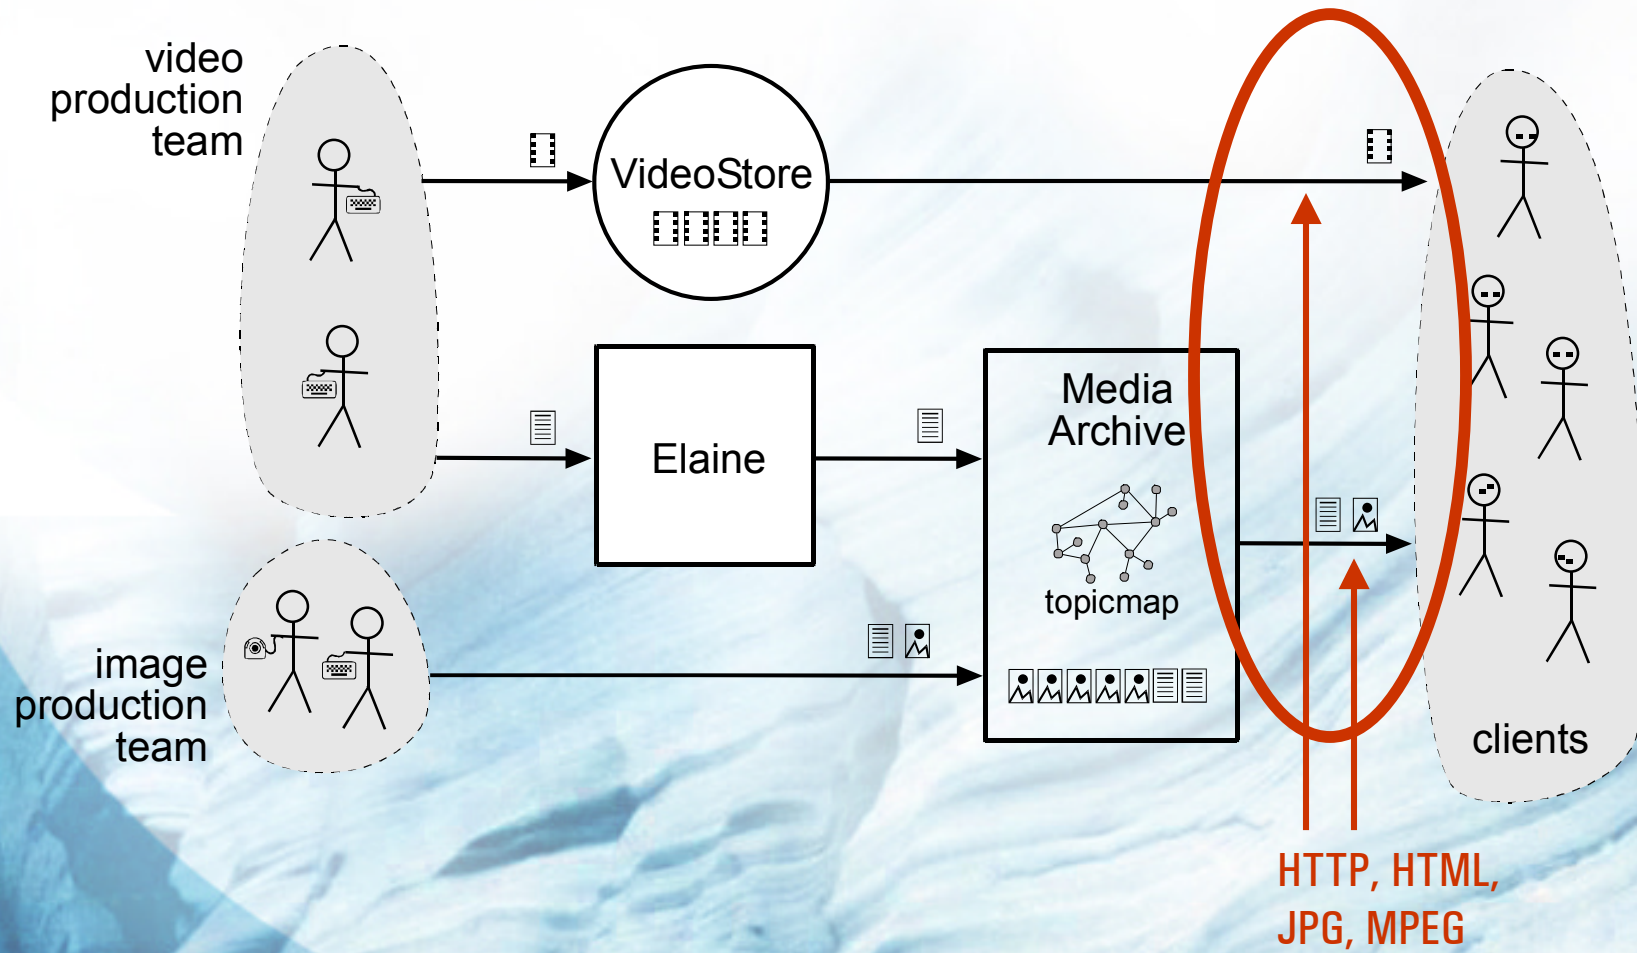 video
production
team
VideoStore
Elaine
Media
Archive
topicmap
image
production
team
clients
HTTP, HTML,
JPG, MPEG